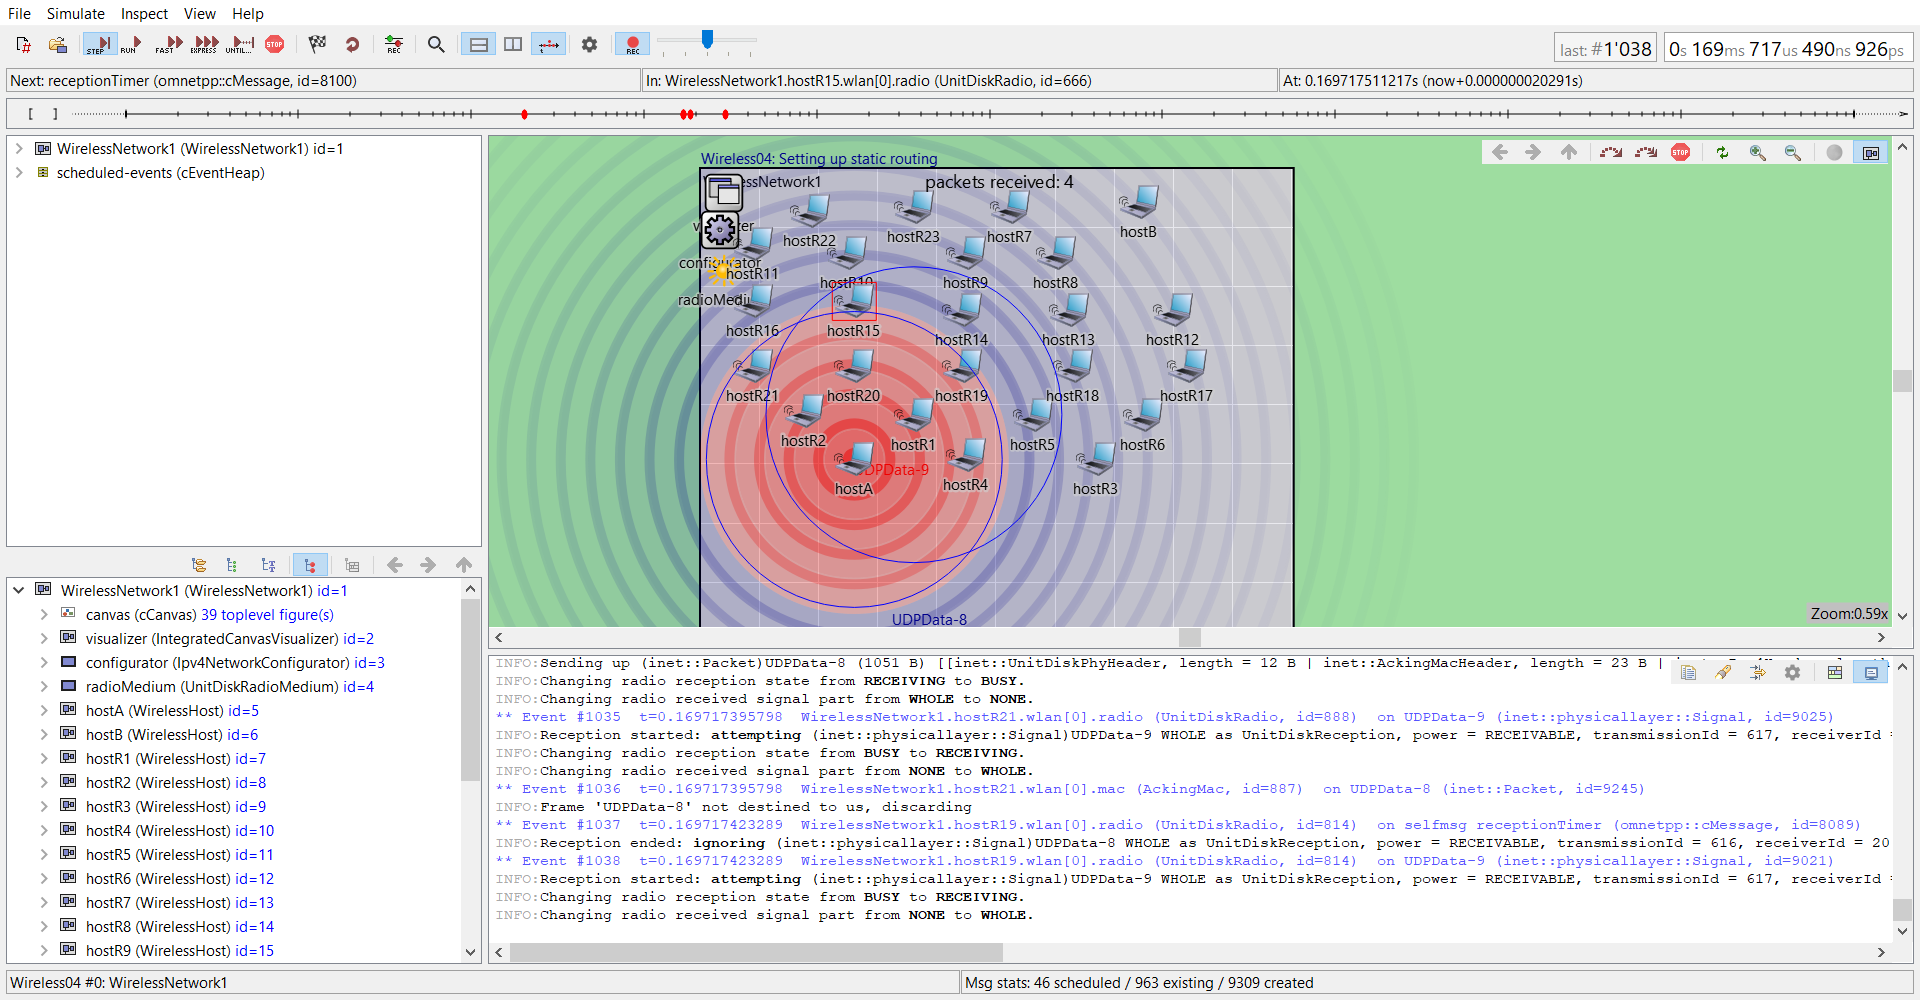 File Simulate Inspect View Help
STEP RUN FAST EXPRESS UNTIL... STOP REC REC
last: #1'038 0s 169ms 717us 490ns 926ps
Next: receptionTimer (omnetpp::cMessage, id=8100) In: WirelessNetwork1.hostR15.wlan[0].radio (UnitDiskRadio, id=666) At: 0.169717511217s (now+0.000000020291s)
[ ]
WirelessNetwork1 (WirelessNetwork1) id=1
scheduled-events (cEventHeap)
WirelessNetwork1 (WirelessNetwork1) id=1
canvas (cCanvas) 39 toplevel figure(s)
visualizer (IntegratedCanvasVisualizer) id=2
configurator (Ipv4NetworkConfigurator) id=3
radioMedium (UnitDiskRadioMedium) id=4
hostA (WirelessHost) id=5
hostB (WirelessHost) id=6
hostR1 (WirelessHost) id=7
hostR2 (WirelessHost) id=8
hostR3 (WirelessHost) id=9
hostR4 (WirelessHost) id=10
hostR5 (WirelessHost) id=11
hostR6 (WirelessHost) id=12
hostR7 (WirelessHost) id=13
hostR8 (WirelessHost) id=14
hostR9 (WirelessHost) id=15
Wireless04: Setting up static routing
STOP
packets received: 4
hostR22 hostR23 hostR7 hostB
configurator
hostR11 hostR10 hostR9 hostR8
hostR16 hostR15 hostR14 hostR13 hostR12
hostR21 hostR20 hostR19 hostR18 hostR17
hostR2 hostR1 hostR5 hostR6
hostA hostR4 hostR3
UDPData-8
Zoom:0.59x
INFO:Sending up (inet::Packet)UDPData-8 (1051 B) [[inet::UnitDiskPhyHeader, length = 12 B | inet::AckingMacHeader, length = 23 B |
INFO:Changing radio reception state from RECEIVING to BUSY.
INFO:Changing radio received signal part from WHOLE to NONE.
** Event #1035 t=0.169717395798 WirelessNetwork1.hostR21.wlan[0].radio (UnitDiskRadio, id=888) on UDPData-9 (inet::physicallayer::Signal, id=9025)
INFO:Reception started: attempting (inet::physicallayer::Signal)UDPData-9 WHOLE as UnitDiskReception, power = RECEIVABLE, transmissionId = 617, receiverId =
INFO:Changing radio reception state from BUSY to RECEIVING.
INFO:Changing radio received signal part from NONE to WHOLE.
** Event #1036 t=0.169717395798 WirelessNetwork1.hostR21.wlan[0].mac (AckingMac, id=887) on UDPData-8 (inet::Packet, id=9245)
INFO:Frame 'UDPData-8' not destined to us, discarding
** Event #1037 t=0.169717423289 WirelessNetwork1.hostR19.wlan[0].radio (UnitDiskRadio, id=814) on selfmsg receptionTimer (omnetpp::cMessage, id=8089)
INFO:Reception ended: ignoring (inet::physicallayer::Signal)UDPData-8 WHOLE as UnitDiskReception, power = RECEIVABLE, transmissionId = 616, receiverId = 20
** Event #1038 t=0.169717423289 WirelessNetwork1.hostR19.wlan[0].radio (UnitDiskRadio, id=814) on UDPData-9 (inet::physicallayer::Signal, id=9021)
INFO:Reception started: attempting (inet::physicallayer::Signal)UDPData-9 WHOLE as UnitDiskReception, power = RECEIVABLE, transmissionId = 617, receiverId =
INFO:Changing radio reception state from BUSY to RECEIVING.
INFO:Changing radio received signal part from NONE to WHOLE.
Wireless04 #0: WirelessNetwork1 Msg stats: 46 scheduled / 963 existing / 9309 created